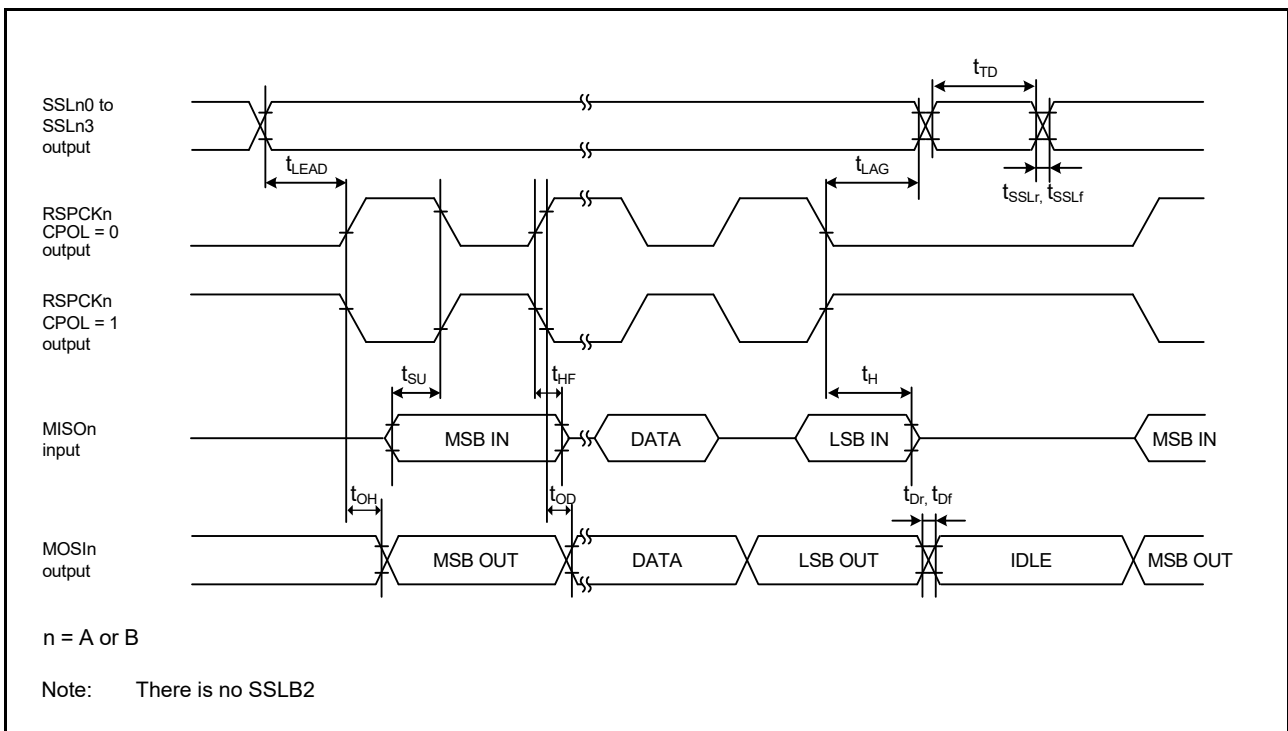 tTD
SSLn0 to
SSLn3
output
tLEAD
tLAG
tSSLr, tSSLf
RSPCKn
CPOL = 0
output
RSPCKn
CPOL = 1
output
tSU
tHF
tH
MISOn
input
MSB IN
DATA
LSB IN
MSB IN
tOH
tOD
tDr, tDf
MOSIn
output
MSB OUT
DATA
LSB OUT
IDLE
MSB OUT
n = A or B
Note: There is no SSLB2